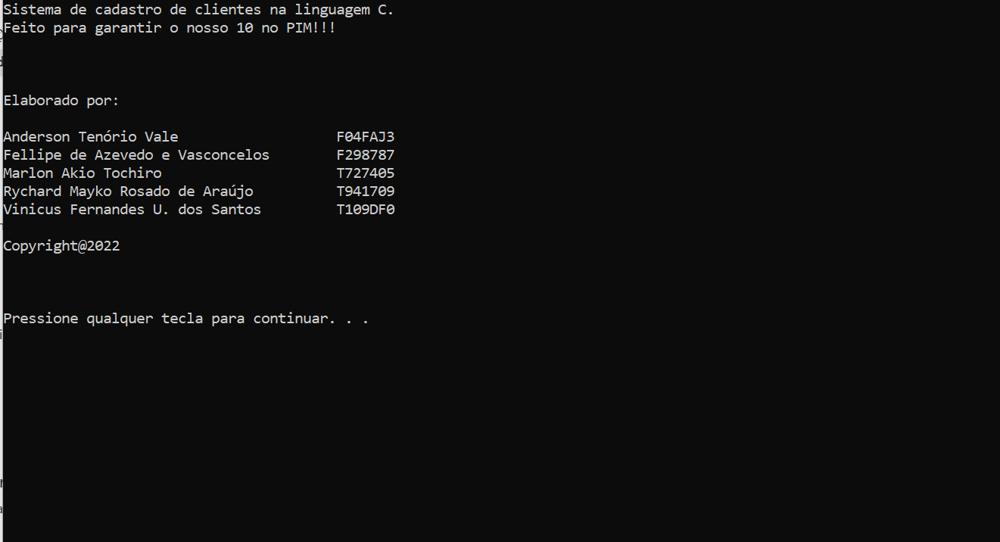 Sistema de cadastro de clientes na linguagem C.
Feito para garantir o nosso 10 no PIM!!!
Elaborado por:
Anderson Tenório Vale F04FAJ3
Fellipe de Azevedo e Vasconcelos F298787
Marlon Akio Tochiro T727405
Rychard Mayko Rosado de Araújo T941709
Vinicus Fernandes U. dos Santos T109DF0
Copyright@2022
Pressione qualquer tecla para continuar. . .